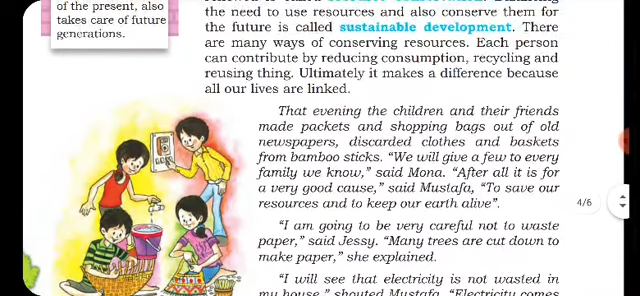 of the present, also
takes care of future
generations.
the need to use resources and also conserve them for
the future is called sustainable development. There
are many ways of conserving resources. Each person
can contribute by reducing consumption, recycling and
reusing thing. Ultimately it makes a difference because
all our lives are linked.
That evening the children and their friends
made packets and shopping bags out of old
newspapers, discarded clothes and baskets
from bamboo sticks. “We will give a few to every
family we know,” said Mona. “After all it is for
a very good cause,” said Mustafa, “To save our
resources and to keep our earth alive”.
4/6
“I am going to be very careful not to waste
paper,” said Jessy. “Many trees are cut down to
make paper,” she explained.
“I will see that electricity is not wasted in
my house,” shouted Mustafa. “Electricity comes